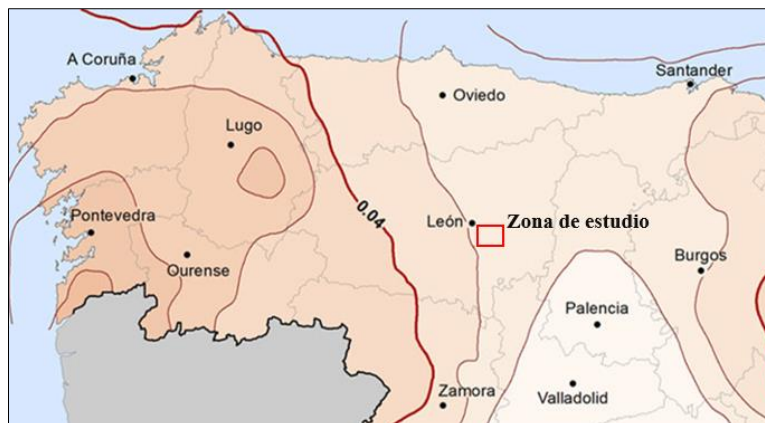 A Coruña
Santander
Oviedo
Lugo
0.04
Pontevedra
León
Zona de estudio
Ourense
Burgos
Palencia
Zamora
Valladolid